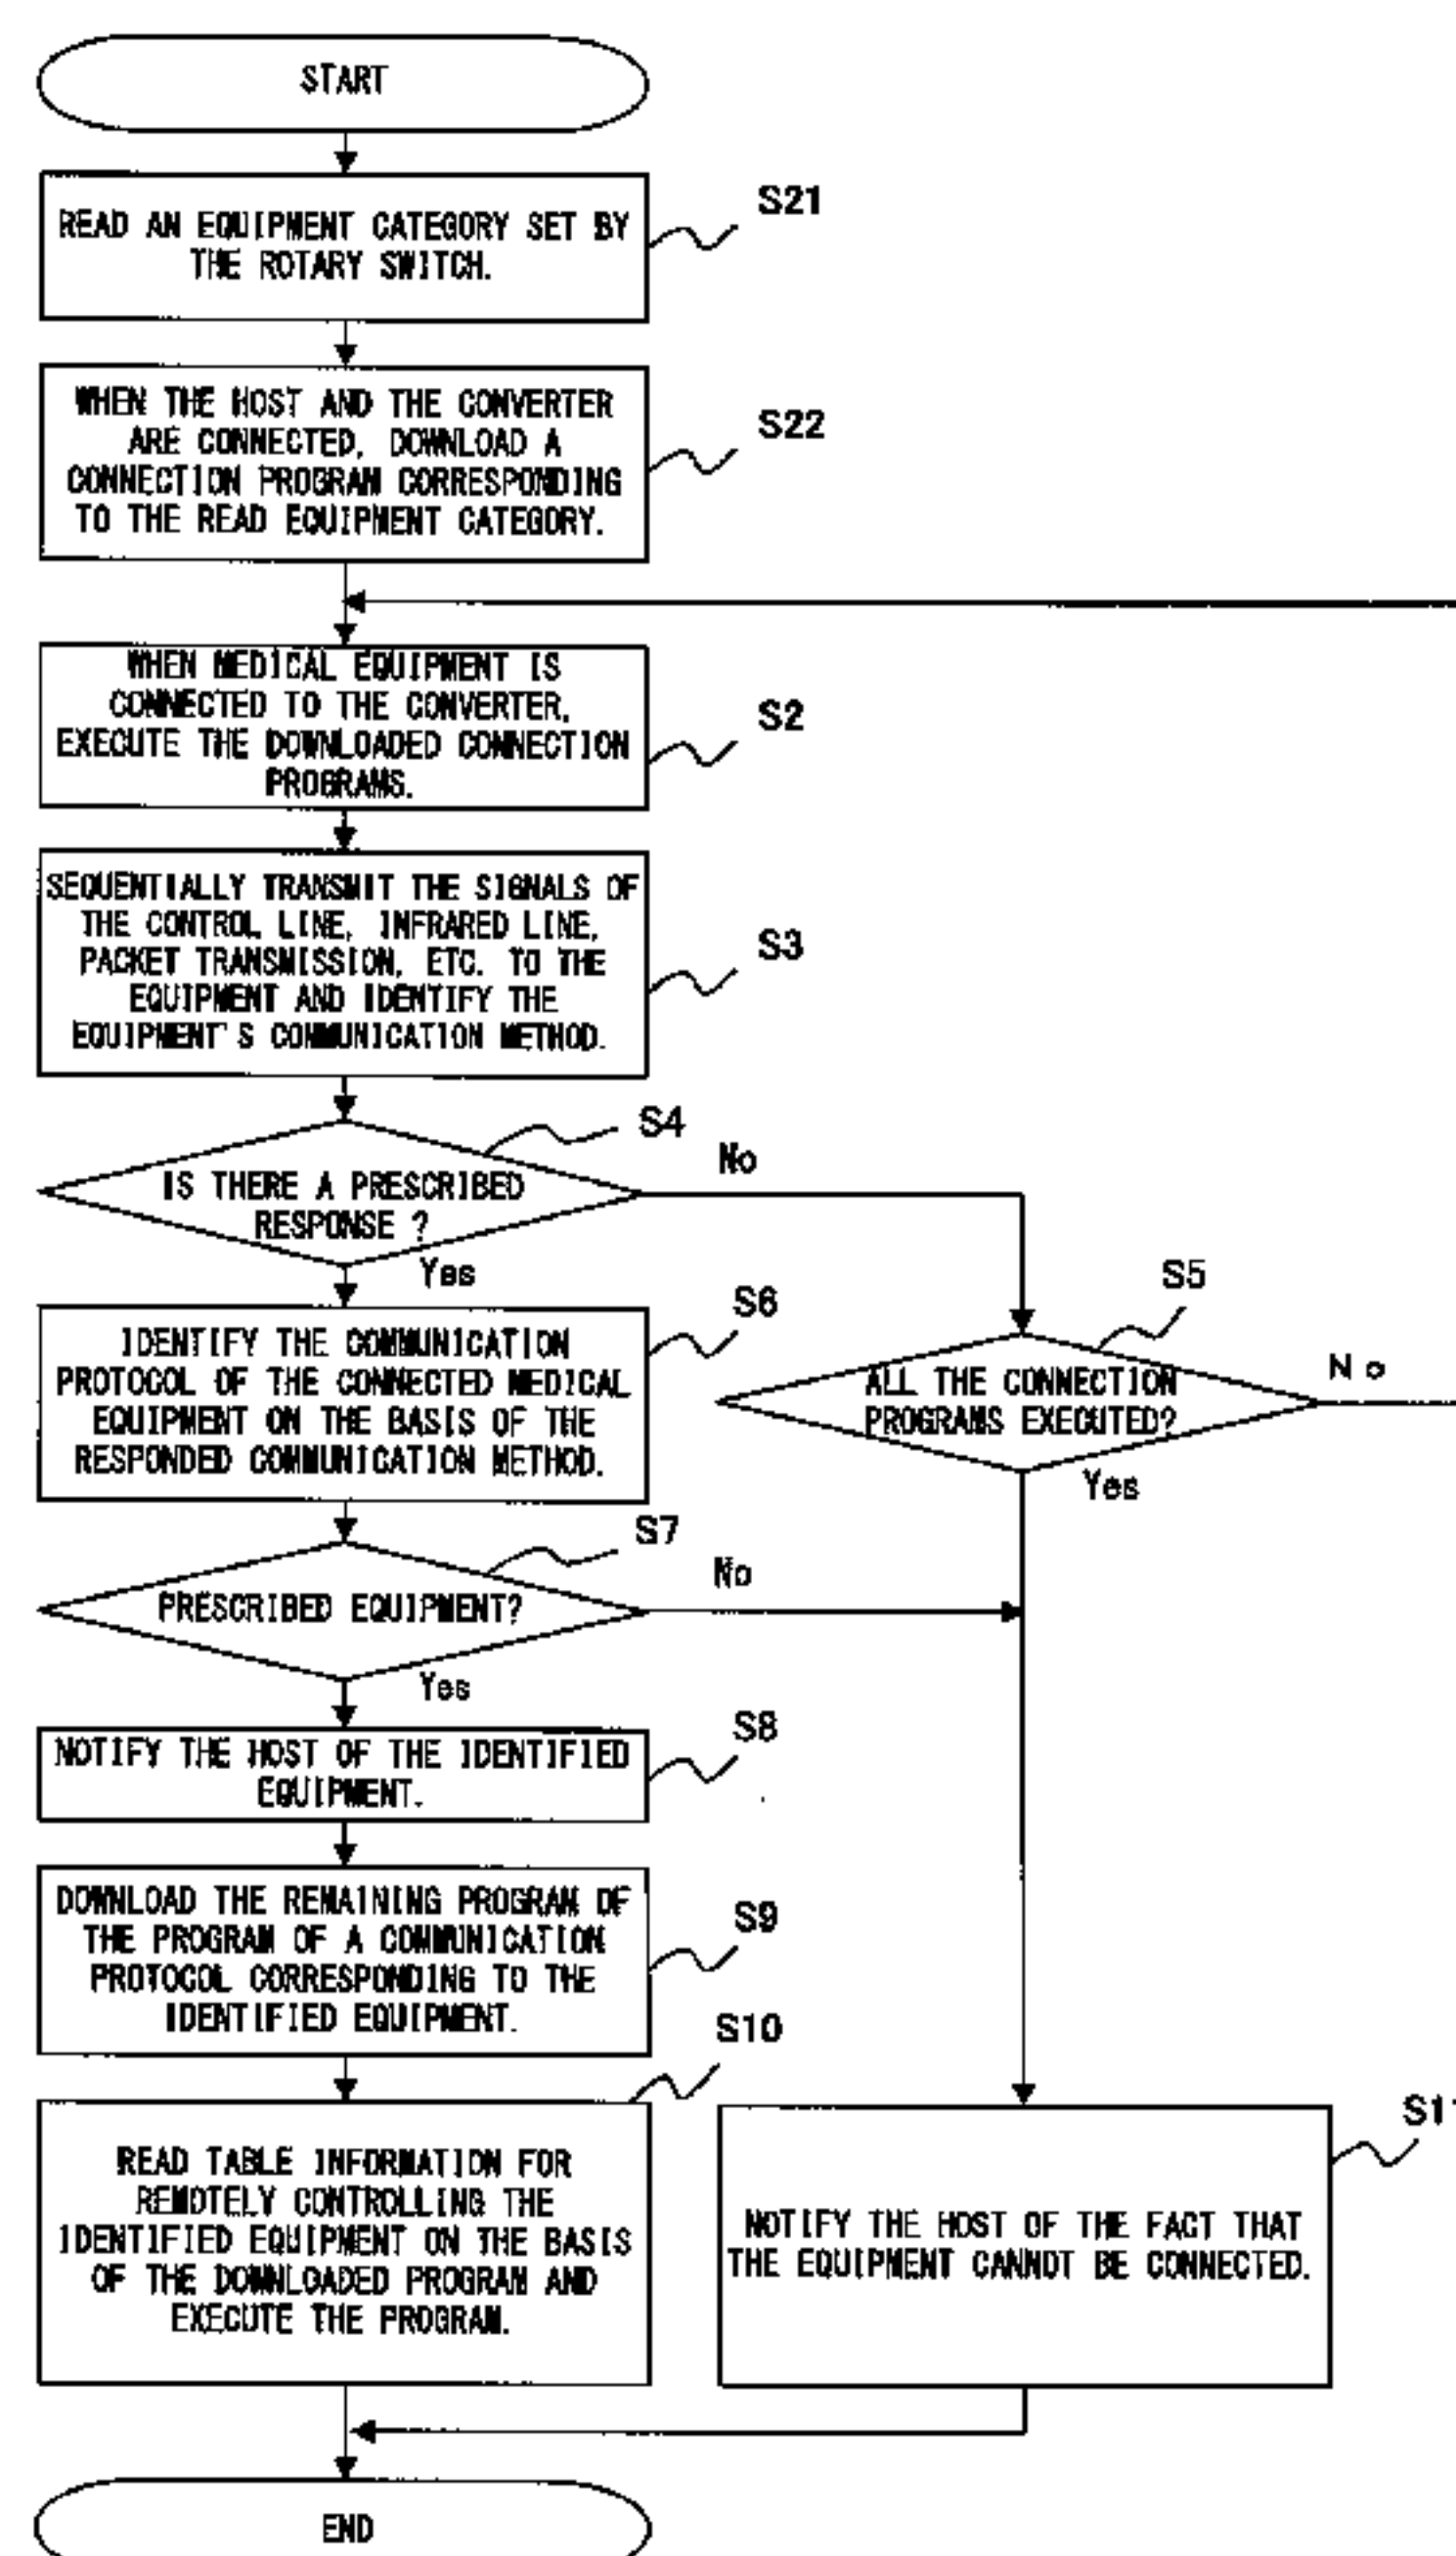 START
READ AN EQUIPMENT CATEGORY SET BY
THE ROTARY SWITCH.
S21
WHEN THE HOST AND THE CONVERTER
ARE CONNECTED, DOWNLOAD A
CONNECTION PROGRAM CORRESPONDING
TO THE READ EQUIPMENT CATEGORY.
S22
WHEN MEDICAL EQUIPMENT IS
CONNECTED TO THE CONVERTER,
EXECUTE THE DOWNLOADED CONNECTION
PROGRAMS.
S2
SEQUENTIALLY TRANSMIT THE SIGNALS OF
THE CONTROL LINE, INFRARED LINE,
PACKET TRANSMISSION, ETC. TO THE
EQUIPMENT AND IDENTIFY THE
EQUIPMENT'S COMMUNICATION METHOD.
S3
IS THERE A PRESCRIBED
RESPONSE ?
S4
No
Yes
IDENTIFY THE COMMUNICATION
PROTOCOL OF THE CONNECTED MEDICAL
EQUIPMENT ON THE BASIS OF THE
RESPONDED COMMUNICATION METHOD.
S6
ALL THE CONNECTION
PROGRAMS EXECUTED?
S5
No
Yes
PRESCRIBED EQUIPMENT?
S7
No
Yes
NOTIFY THE HOST OF THE IDENTIFIED
EQUIPMENT.
S8
DOWNLOAD THE REMAINING PROGRAM OF
THE PROGRAM OF A COMMUNICATION
PROTOCOL CORRESPONDING TO THE
IDENTIFIED EQUIPMENT.
S9
READ TABLE INFORMATION FOR
REMOTELY CONTROLLING THE
IDENTIFIED EQUIPMENT ON THE BASIS
OF THE DOWNLOADED PROGRAM AND
EXECUTE THE PROGRAM.
S10
NOTIFY THE HOST OF THE FACT THAT
THE EQUIPMENT CANNOT BE CONNECTED.
S11
END